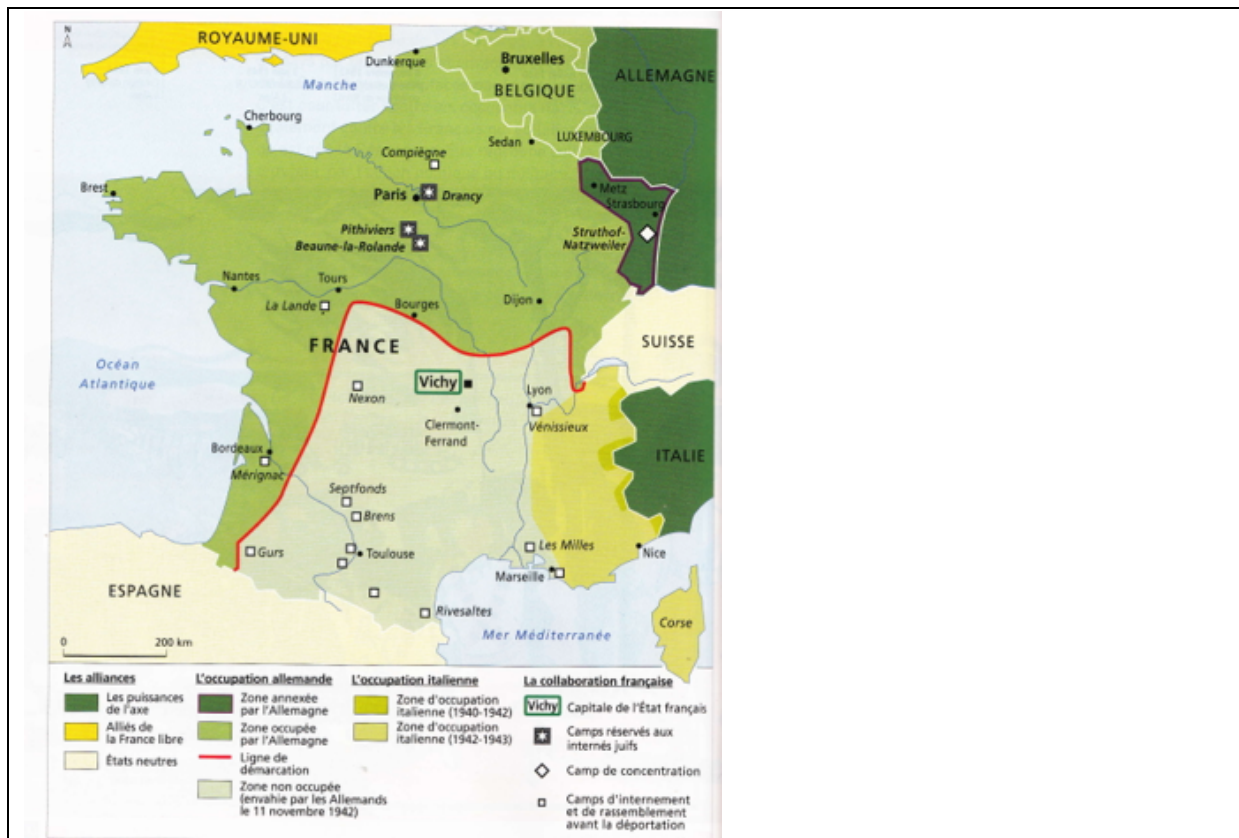 N
ROYAUME-UNI
Dunkerque
Bruxelles
ALLEMAGNE
Manche
BELGIQUE
Cherbourg
Sedan
LUXEMBOURG
Compiègne
Brest
Paris
Drancy
Metz
Strasbourg
Pithiviers
Beaune-la-Rolande
Struthof-
Natzweiler
Nantes
Tours
La Lande
Bourges
Dijon
FRANCE
SUISSE
Océan
Atlantique
Vichy
Nexon
Lyon
Clermont-
Ferrand
Vénissieux
Bordeaux
Mérignac
ITALIE
Septfonds
Brens
Gurs
Toulouse
Les Milles
Nice
Marseille
ESPAGNE
Rivesaltes
Corse
Mer Méditerranée
0 200 km
Les alliances
Les puissances
de l'axe
Alliés de
la France libre
États neutres
L'occupation allemande
Zone annexée
par l'Allemagne
Zone occupée
par l'Allemagne
Ligne de
démarcation
Zone non occupée
(envahie par les Allemands
le 11 novembre 1942)
L'occupation italienne
Zone d'occupation
italienne (1940-1942)
Zone d'occupation
italienne (1942-1943)
La collaboration française
Vichy Capitale de l'État français
Camps réservés aux
internés juifs
Camp de concentration
Camps d'internement
et de rassemblement
avant la déportation